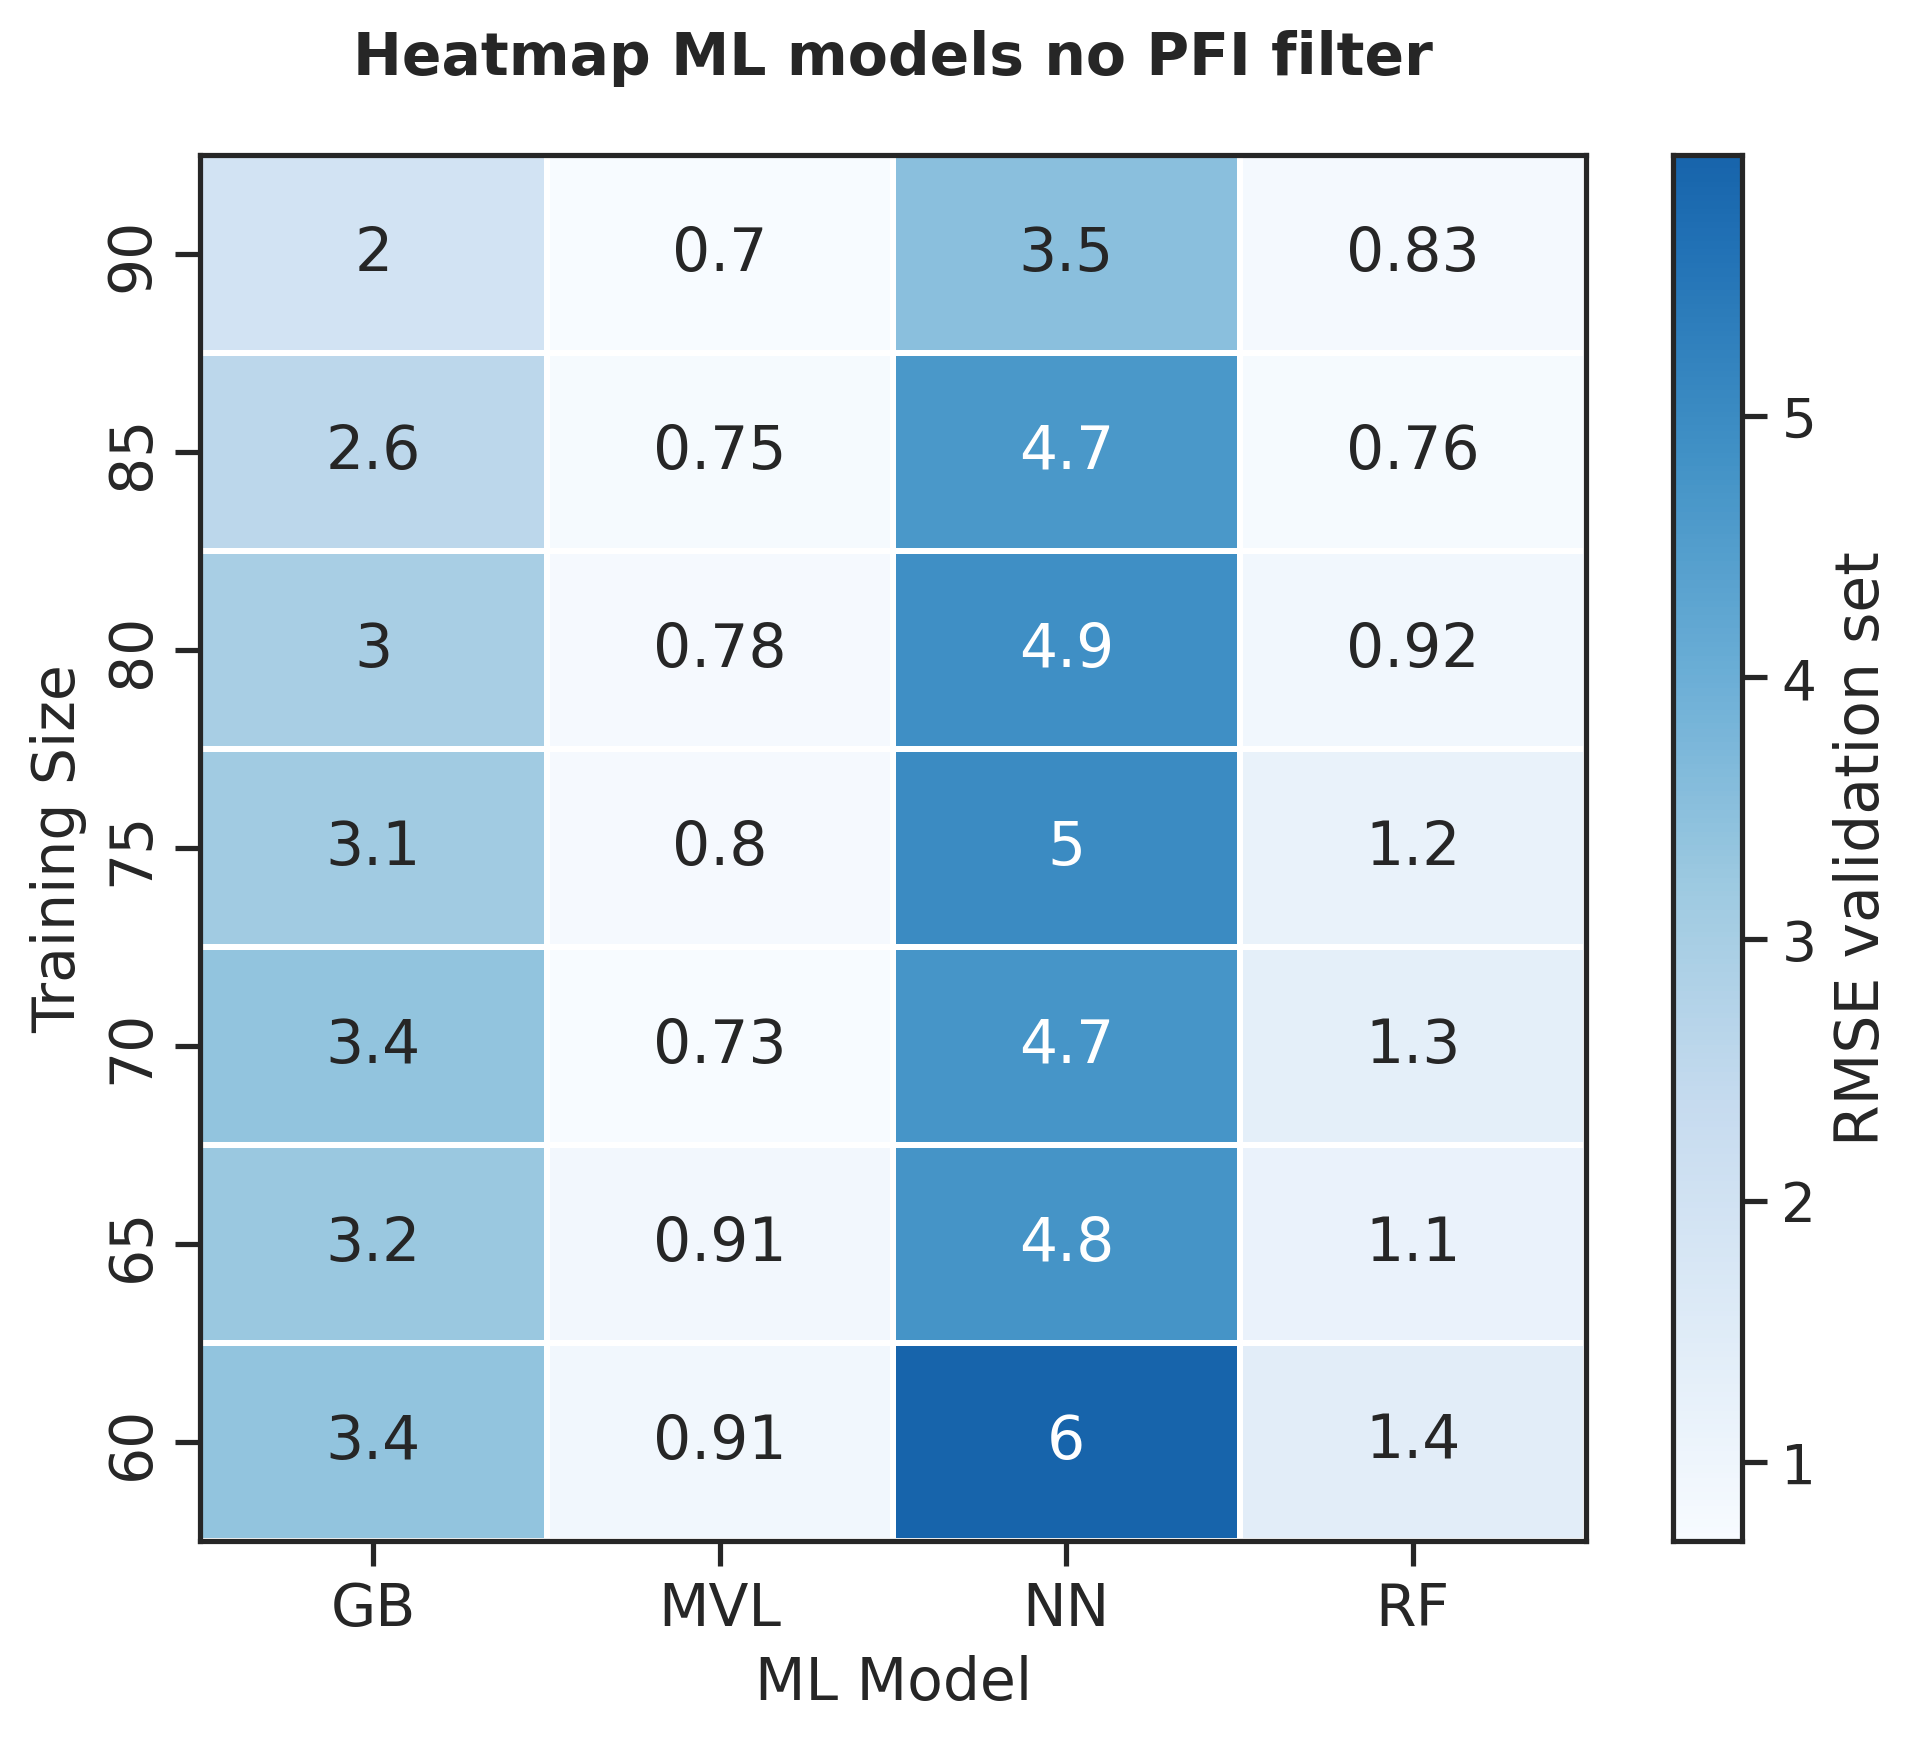 Heatmap ML models no PFI filter
Training Size
90 2 0.7 3.5 0.83
85 2.6 0.75 4.7 0.76
80 3 0.78 4.9 0.92
75 3.1 0.8 5 1.2
70 3.4 0.73 4.7 1.3
65 3.2 0.91 4.8 1.1
60 3.4 0.91 6 1.4
GB MVL NN RF
ML Model
5
4
3
2
1
RMSE validation set